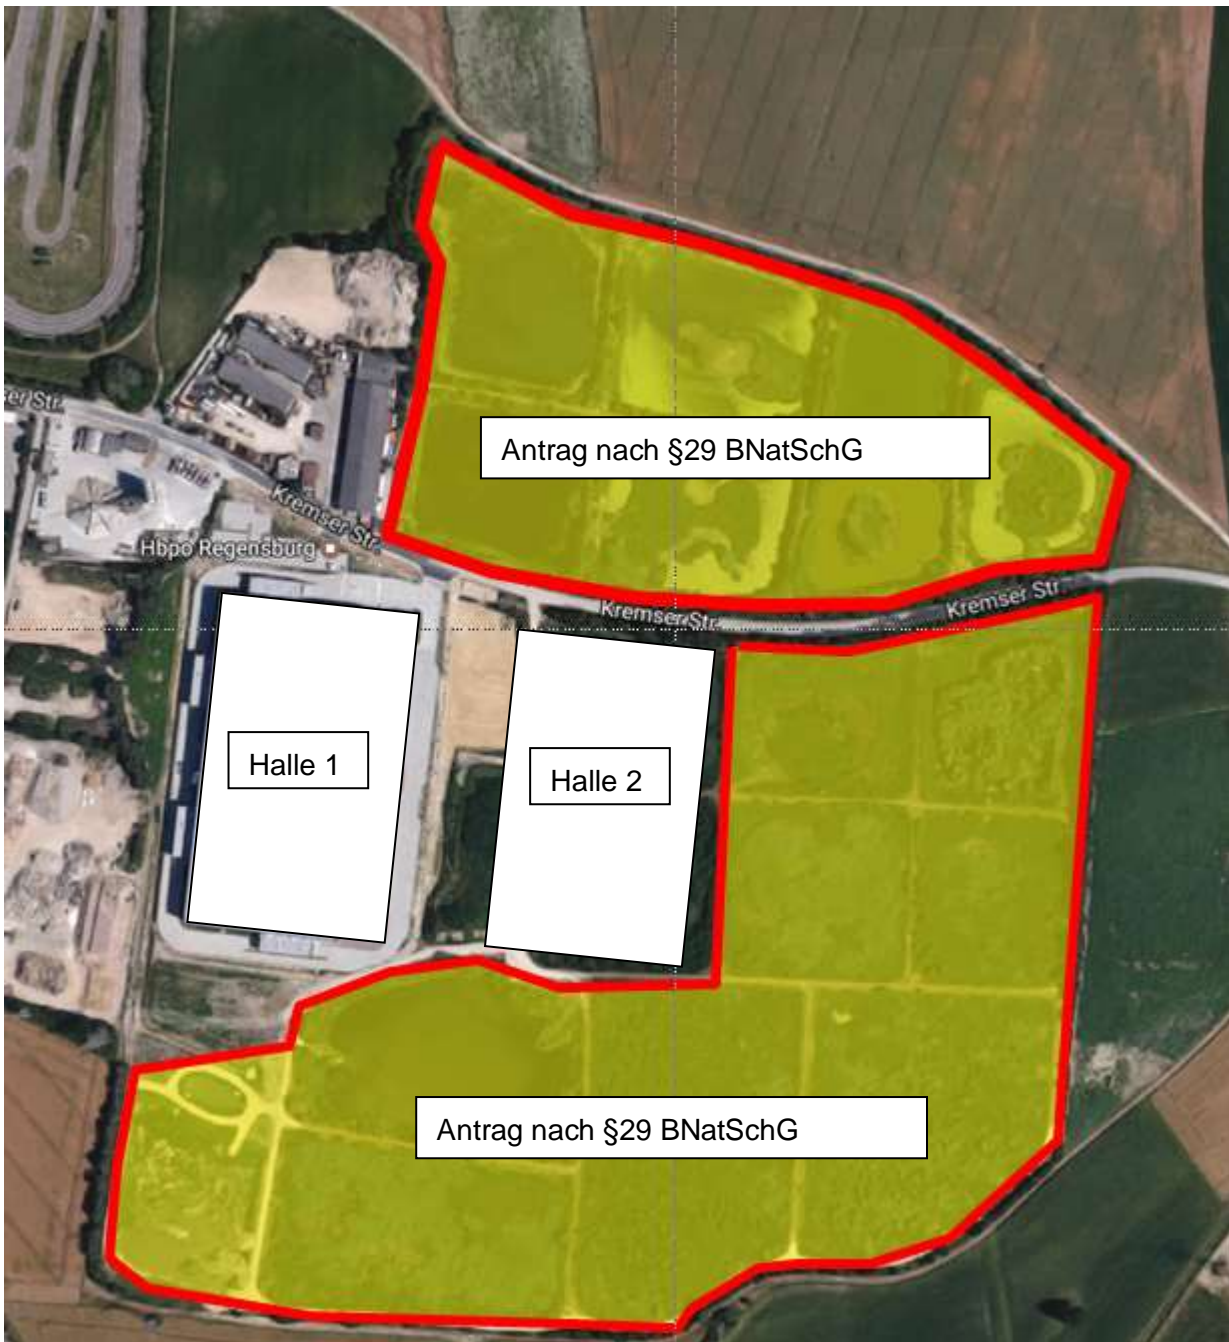 Antrag nach §29 BNatSchG
er Str.
Kremser Str.
Hbpo Regensburg
Kremser Str.
Kremser Str.
Halle 1
Halle 2
Antrag nach §29 BNatSchG